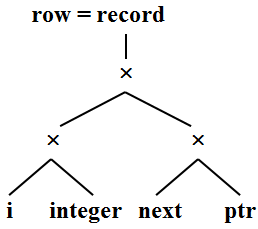 row = record
×
× ×
i integer next ptr